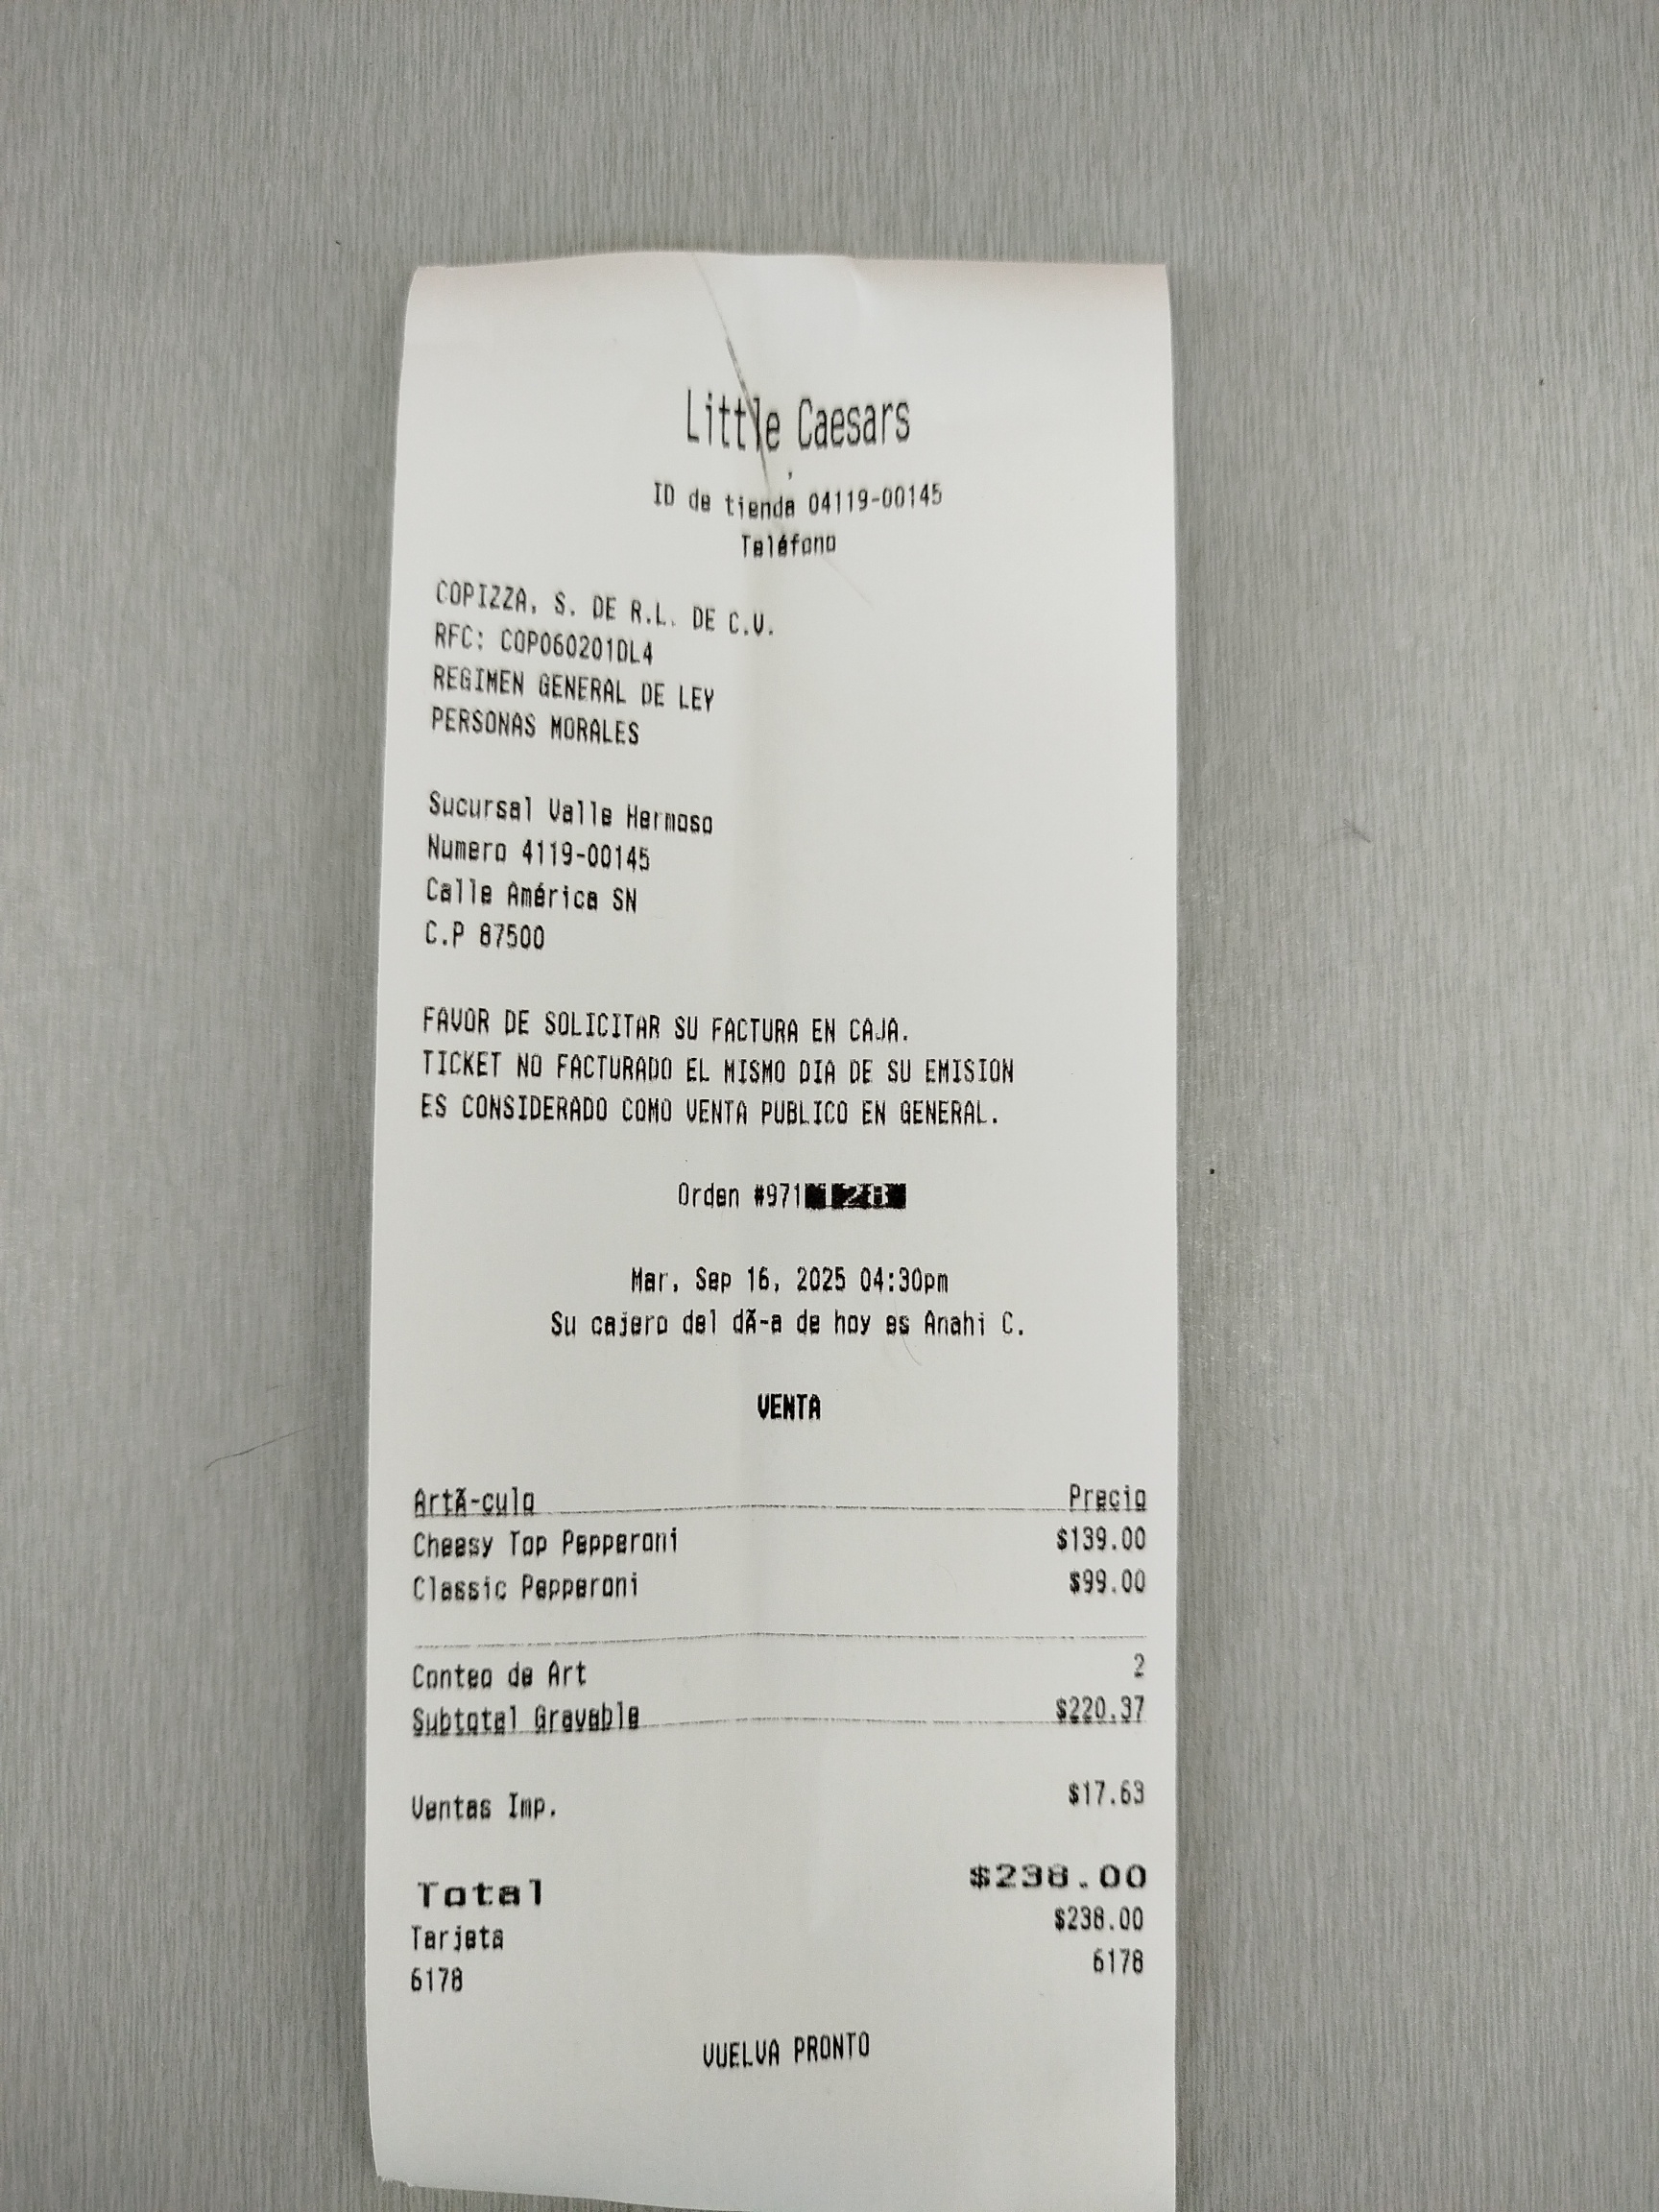 Little Caesars
ID de tienda 04119-00145
Teléfono
COPIZZA, S. DE R.L. DE C.V.
RFC: COP060201DL4
REGIMEN GENERAL DE LEY
PERSONAS MORALES
Sucursal Valle Hermoso
Numero 4119-00145
Calle América SN
C.P 87500
FAVOR DE SOLICITAR SU FACTURA EN CAJA.
TICKET NO FACTURADO EL MISMO DIA DE SU EMISION
ES CONSIDERADO COMO VENTA PUBLICO EN GENERAL.
Orden #971128
Mar, Sep 16, 2025 04:30pm
Su cajero del dÃ-a de hoy es Anahi C.
VENTA
ArtÃ-culo Precio
Cheesy Top Pepperoni $139.00
Classic Pepperoni $99.00
Conteo de Art 2
Subtotal Gravable $220.37
Ventas Imp. $17.63
Total $238.00
Tarjeta $238.00
6178 6178
VUELVA PRONTO